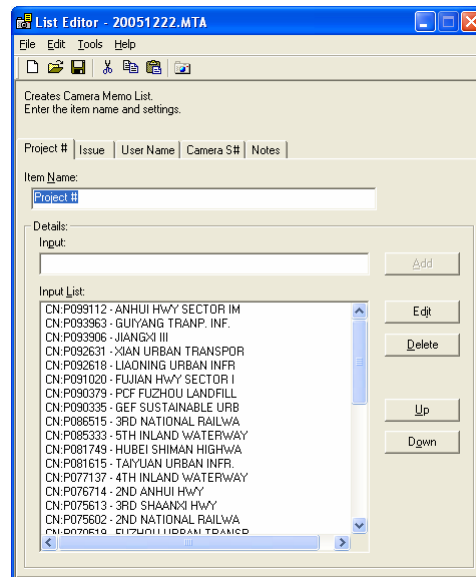 List Editor - 20051222.MTA
File Edit Tools Help
Creates Camera Memo List.
Enter the item name and settings.
Project # Issue User Name Camera S# Notes
Item Name:
Project #
Details:
Input:
Add
Input List:
CN:P099112 - ANHUI HWY SECTOR IM
CN:P093963 - GUIYANG TRANP. INF.
CN:P093906 - JIANGXI III
CN:P092631 - XIAN URBAN TRANSPOR
CN:P092618 - LIAONING URBAN INFR
CN:P091020 - FUJIAN HWY SECTOR I
CN:P090379 - PCF FUZHOU LANDFILL
CN:P090335 - GEF SUSTAINABLE URB
CN:P086515 - 3RD NATIONAL RAILWA
CN:P085333 - 5TH INLAND WATERWAY
CN:P081749 - HUBEI SHIMAN HIGHWA
CN:P081615 - TAIYUAN URBAN INFR.
CN:P077137 - 4TH INLAND WATERWAY
CN:P076714 - 2ND ANHUI HWY
CN:P075613 - 3RD SHAANXI HWY
CN:P075602 - 2ND NATIONAL RAILWA
CN:P070519 - FUZHOU URBAN TRANSP
Edit
Delete
Up
Down